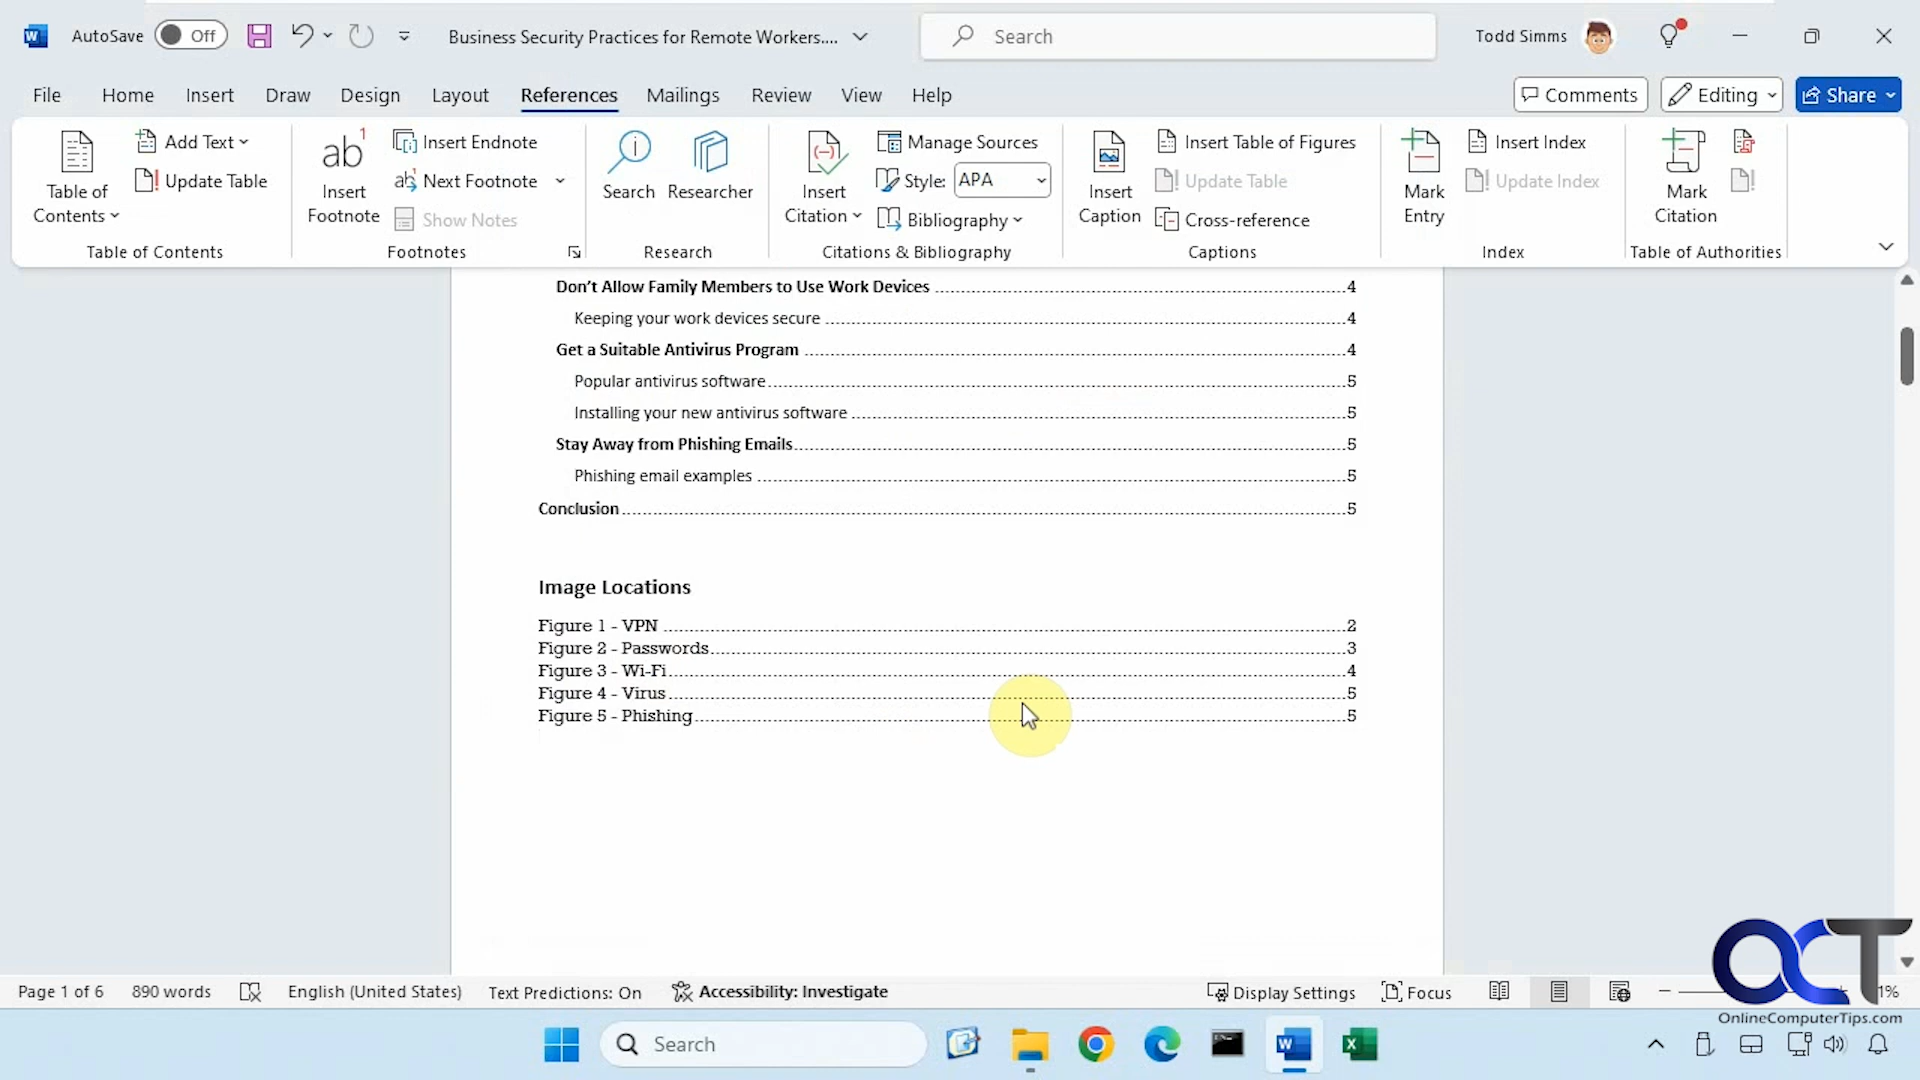 AutoSave Off Business Security Practices for Remote Workers.... Search Todd Simms
File Home Insert Draw Design Layout References Mailings Review View Help Comments Editing Share
Table of Contents
Add Text
Update Table
Table of Contents
Insert Footnote
Insert Endnote
Next Footnote
Show Notes
Footnotes
Search
Researcher
Research
Insert Citation
Manage Sources
Style: APA
Bibliography
Citations & Bibliography
Insert Caption
Insert Table of Figures
Update Table
Cross-reference
Captions
Mark Entry
Insert Index
Update Index
Index
Mark Citation
Table of Authorities
Don't Allow Family Members to Use Work Devices 4
Keeping your work devices secure 4
Get a Suitable Antivirus Program 4
Popular antivirus software 5
Installing your new antivirus software 5
Stay Away from Phishing Emails 5
Phishing email examples 5
Conclusion 5
Image Locations
Figure 1 - VPN 2
Figure 2 - Passwords 3
Figure 3 - Wi-Fi 4
Figure 4 - Virus 5
Figure 5 - Phishing 5
OCT
OnlineComputerTips.com
Page 1 of 6 890 words English (United States) Text Predictions: On Accessibility: Investigate Display Settings Focus
Search